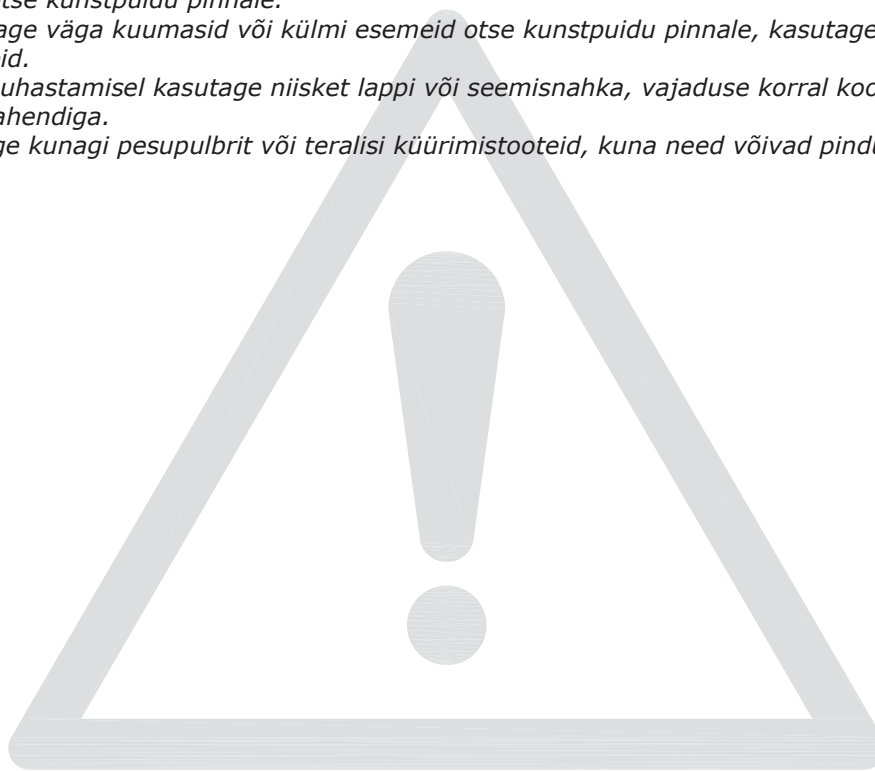 tse kunstpuidu pinnale.
age väga kuumasid või külmi esemeid otse kunstpuidu pinnale, kasutage
id.
uhastamisel kasutage niisket lappi või seemisnahka, vajaduse korral koo
ahendiga.
ge kunagi pesupulbrit või teralisi küürimistooteid, kuna need võivad pindu